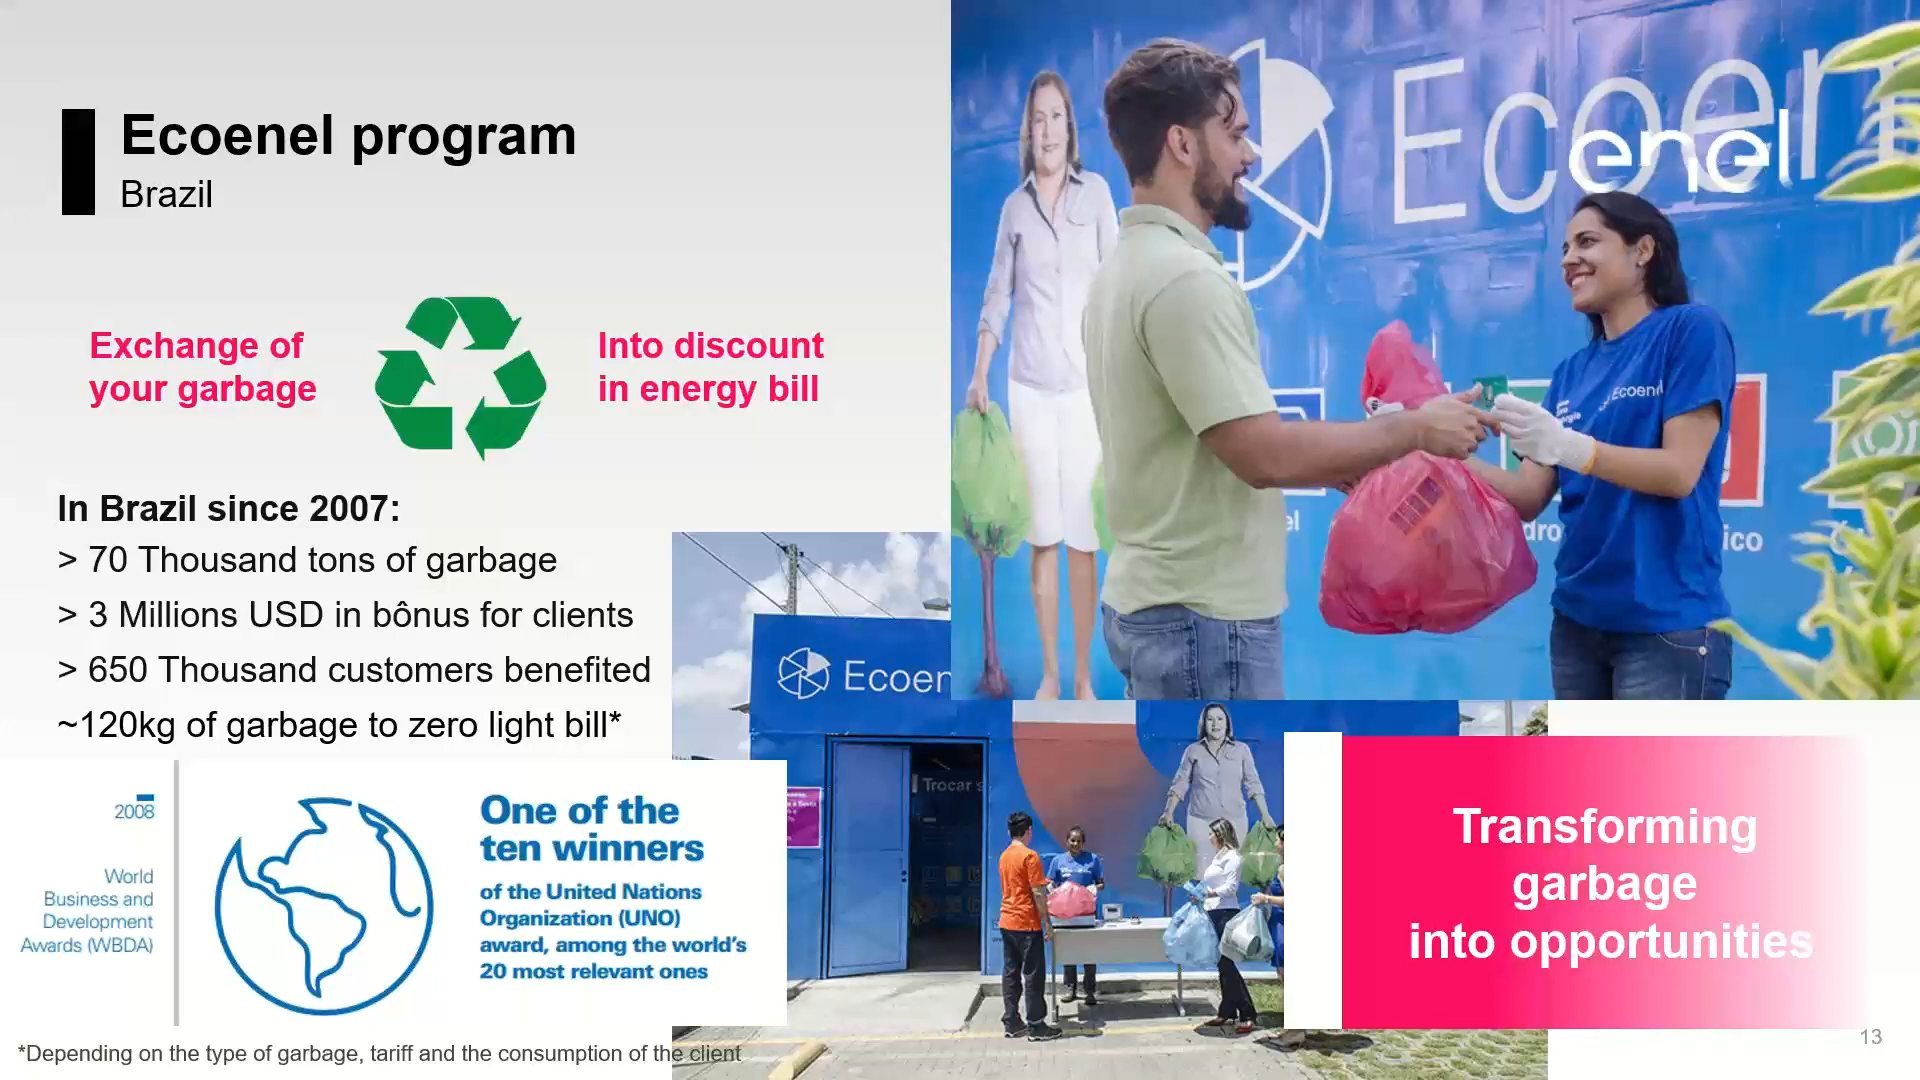 Ecoenel program
Brazil
Exchange of
your garbage
Into discount
in energy bill
In Brazil since 2007:
> 70 Thousand tons of garbage
> 3 Millions USD in bônus for clients
> 650 Thousand customers benefited
~120kg of garbage to zero light bill*
2008
World
Business and
Development
Awards (WBDA)
One of the
ten winners
of the United Nations
Organization (UNO)
award, among the world's
20 most relevant ones
*Depending on the type of garbage, tariff and the consumption of the client
Ecoen
enel
Ecoenel
el
dro
ico
Ecoen
Trocar
Transforming
garbage
into opportunities
13